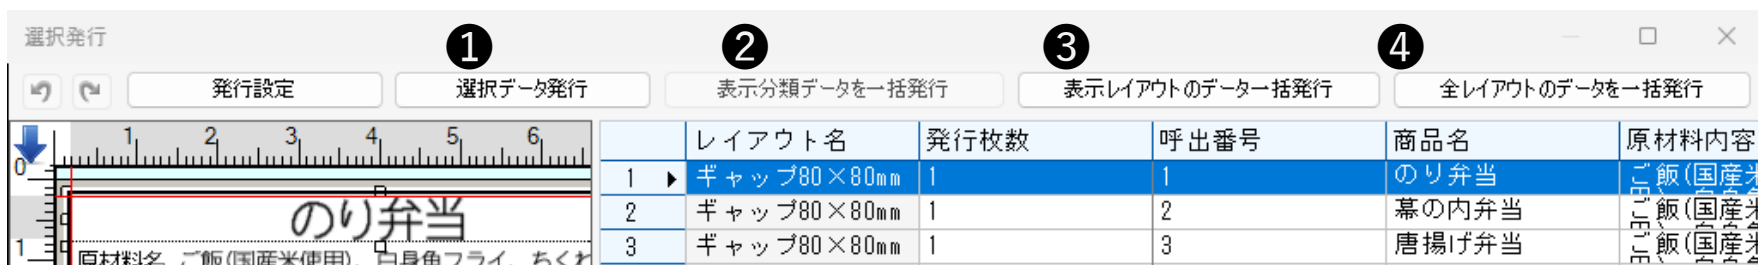 選択発行
❶ ❷ ❸ ❹
発行設定 選択データ発行 表示分類データを一括発行 表示レイアウトのデータ一括発行 全レイアウトのデータを一括発行
1 2 3 4 5 6
0
1
のり弁当
原材料名 ご飯(国産米使用)、白身魚フライ、ちくわ
レイアウト名 発行枚数 呼出番号 商品名 原材料内容
1 ギャップ80×80mm 1 1 のり弁当 ご飯(国産米
2 ギャップ80×80mm 1 2 幕の内弁当 ご飯(国産米
3 ギャップ80×80mm 1 3 唐揚げ弁当 ご飯(国産米